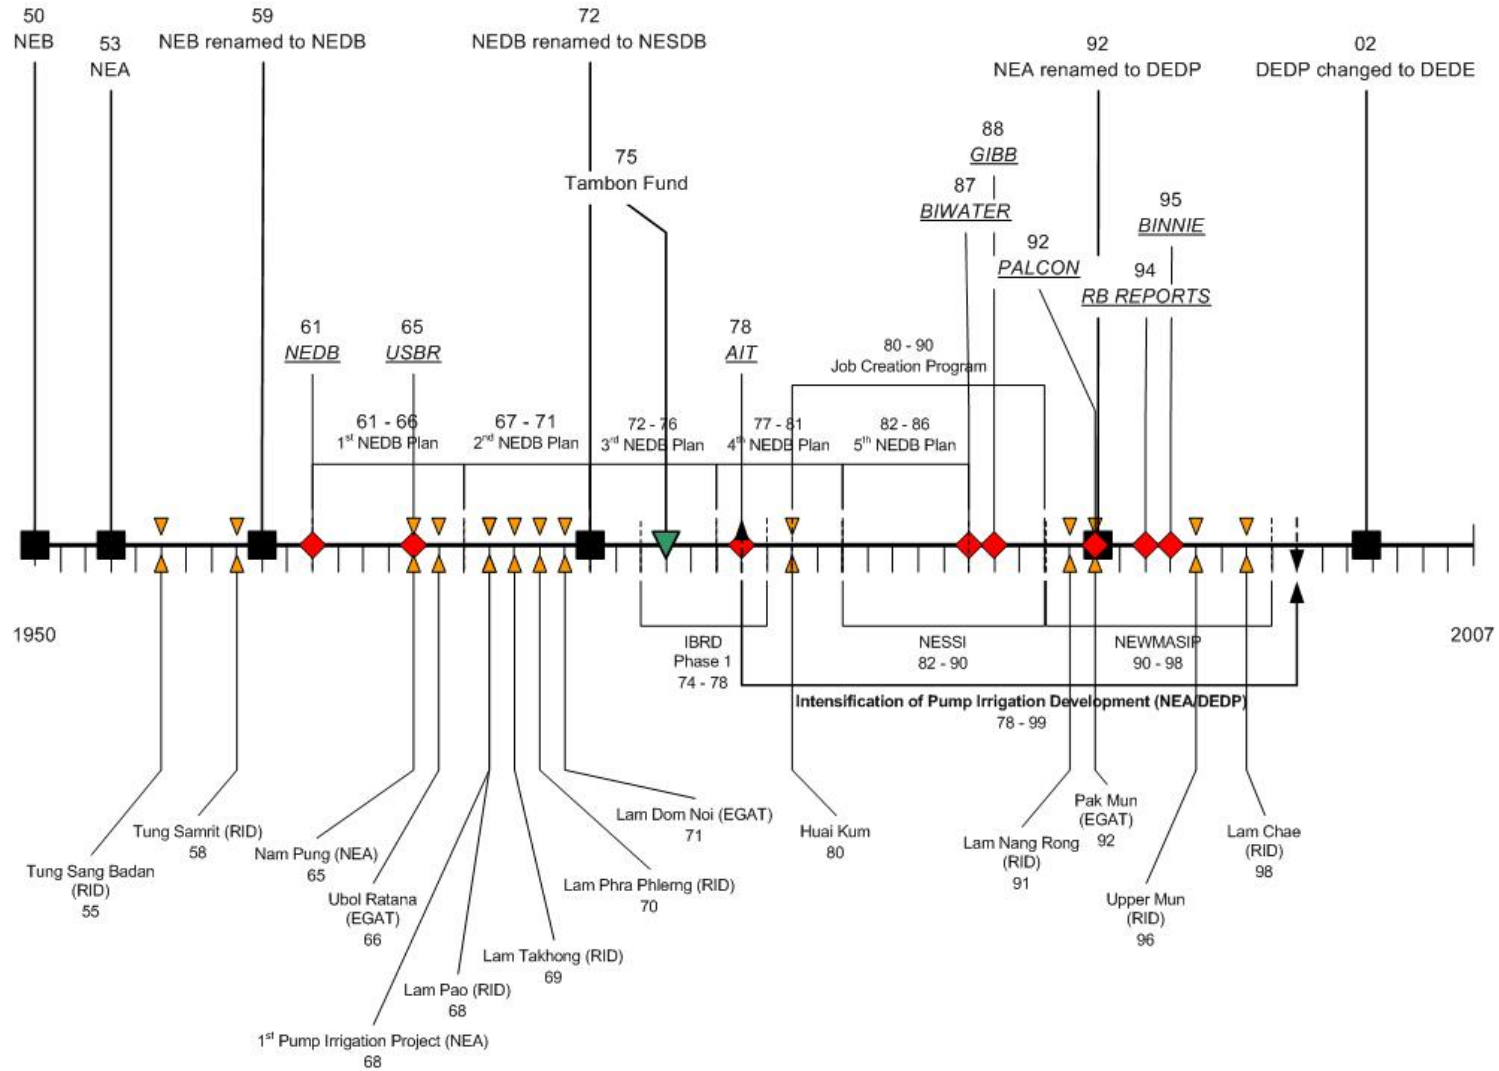 50
NEB
53
NEA
59
NEB renamed to NEDB
72
NEDB renamed to NESDB
92
NEA renamed to DEDP
02
DEDP changed to DEDE
75
Tambon Fund
88
GIBB
87
BIWATER
95
BINNIE
92
PALCON
94
RB REPORTS
61
NEDB
65
USBR
78
AIT
80 - 90
Job Creation Program
61 - 66
1st NEDB Plan
67 - 71
2nd NEDB Plan
72 - 76
3rd NEDB Plan
77 - 81
4th NEDB Plan
82 - 86
5th NEDB Plan
1950
2007
IBRD
Phase 1
74 - 78
NESSI
82 - 90
NEWMASIP
90 - 98
Intensification of Pump Irrigation Development (NEA/DEDP)
78 - 99
Tung Sang Badan
(RID)
55
Tung Samrit (RID)
58
Nam Pung (NEA)
65
Ubol Ratana
(EGAT)
66
1st Pump Irrigation Project (NEA)
68
Lam Pao (RID)
68
Lam Takhong (RID)
69
Lam Phra Phlerng (RID)
70
Lam Dom Noi (EGAT)
71
Huai Kum
80
Lam Nang Rong
(RID)
91
Pak Mun
(EGAT)
92
Upper Mun
(RID)
96
Lam Chae
(RID)
98